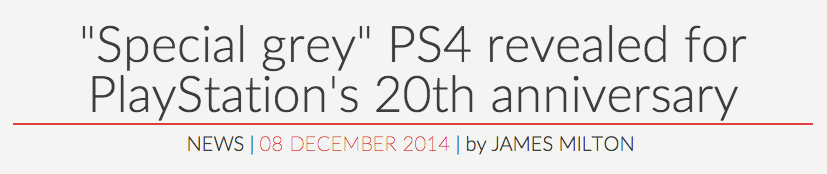 "Special grey" PS4 revealed for
PlayStation's 20th anniversary
NEWS | 08 DECEMBER 2014 | by JAMES MILTON